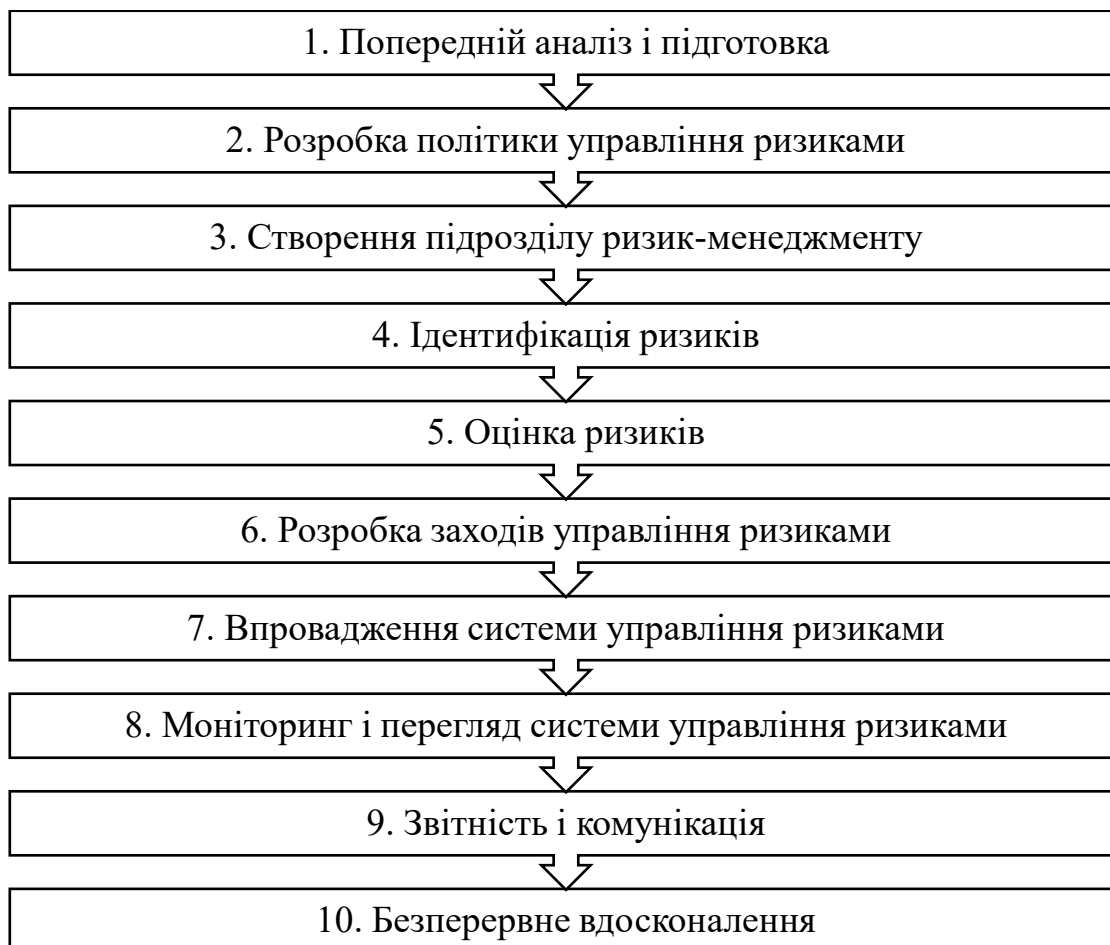 1. Попередній аналіз і підготовка
2. Розробка політики управління ризиками
3. Створення підрозділу ризик-менеджменту
4. Ідентифікація ризиків
5. Оцінка ризиків
6. Розробка заходів управління ризиками
7. Впровадження системи управління ризиками
8. Моніторинг і перегляд системи управління ризиками
9. Звітність і комунікація
10. Безперервне вдосконалення